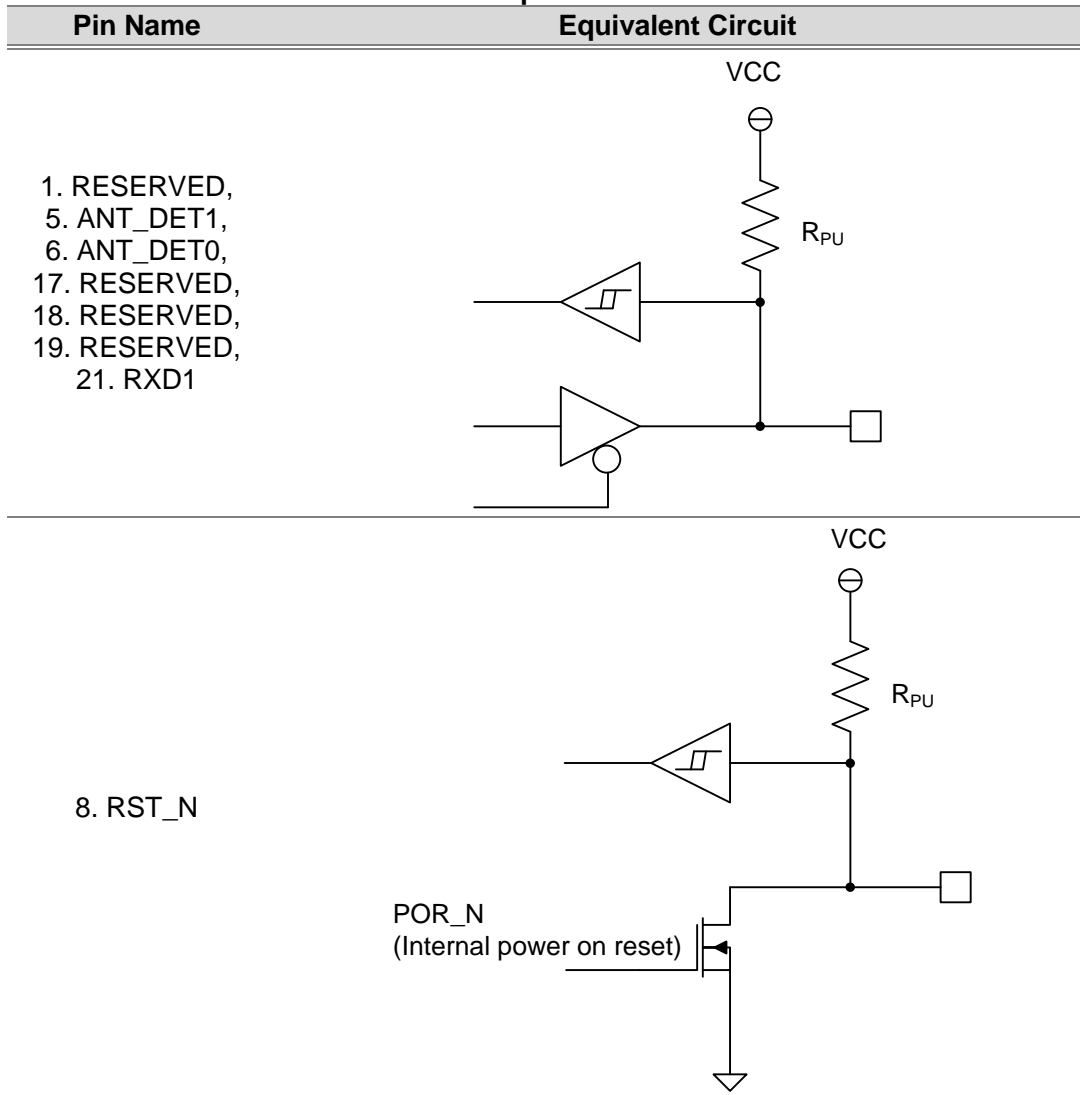 Pin Name Equivalent Circuit
1. RESERVED,
5. ANT_DET1,
6. ANT_DET0,
17. RESERVED,
18. RESERVED,
19. RESERVED,
21. RXD1
VCC
RPU
8. RST_N
VCC
RPU
POR_N
(Internal power on reset)